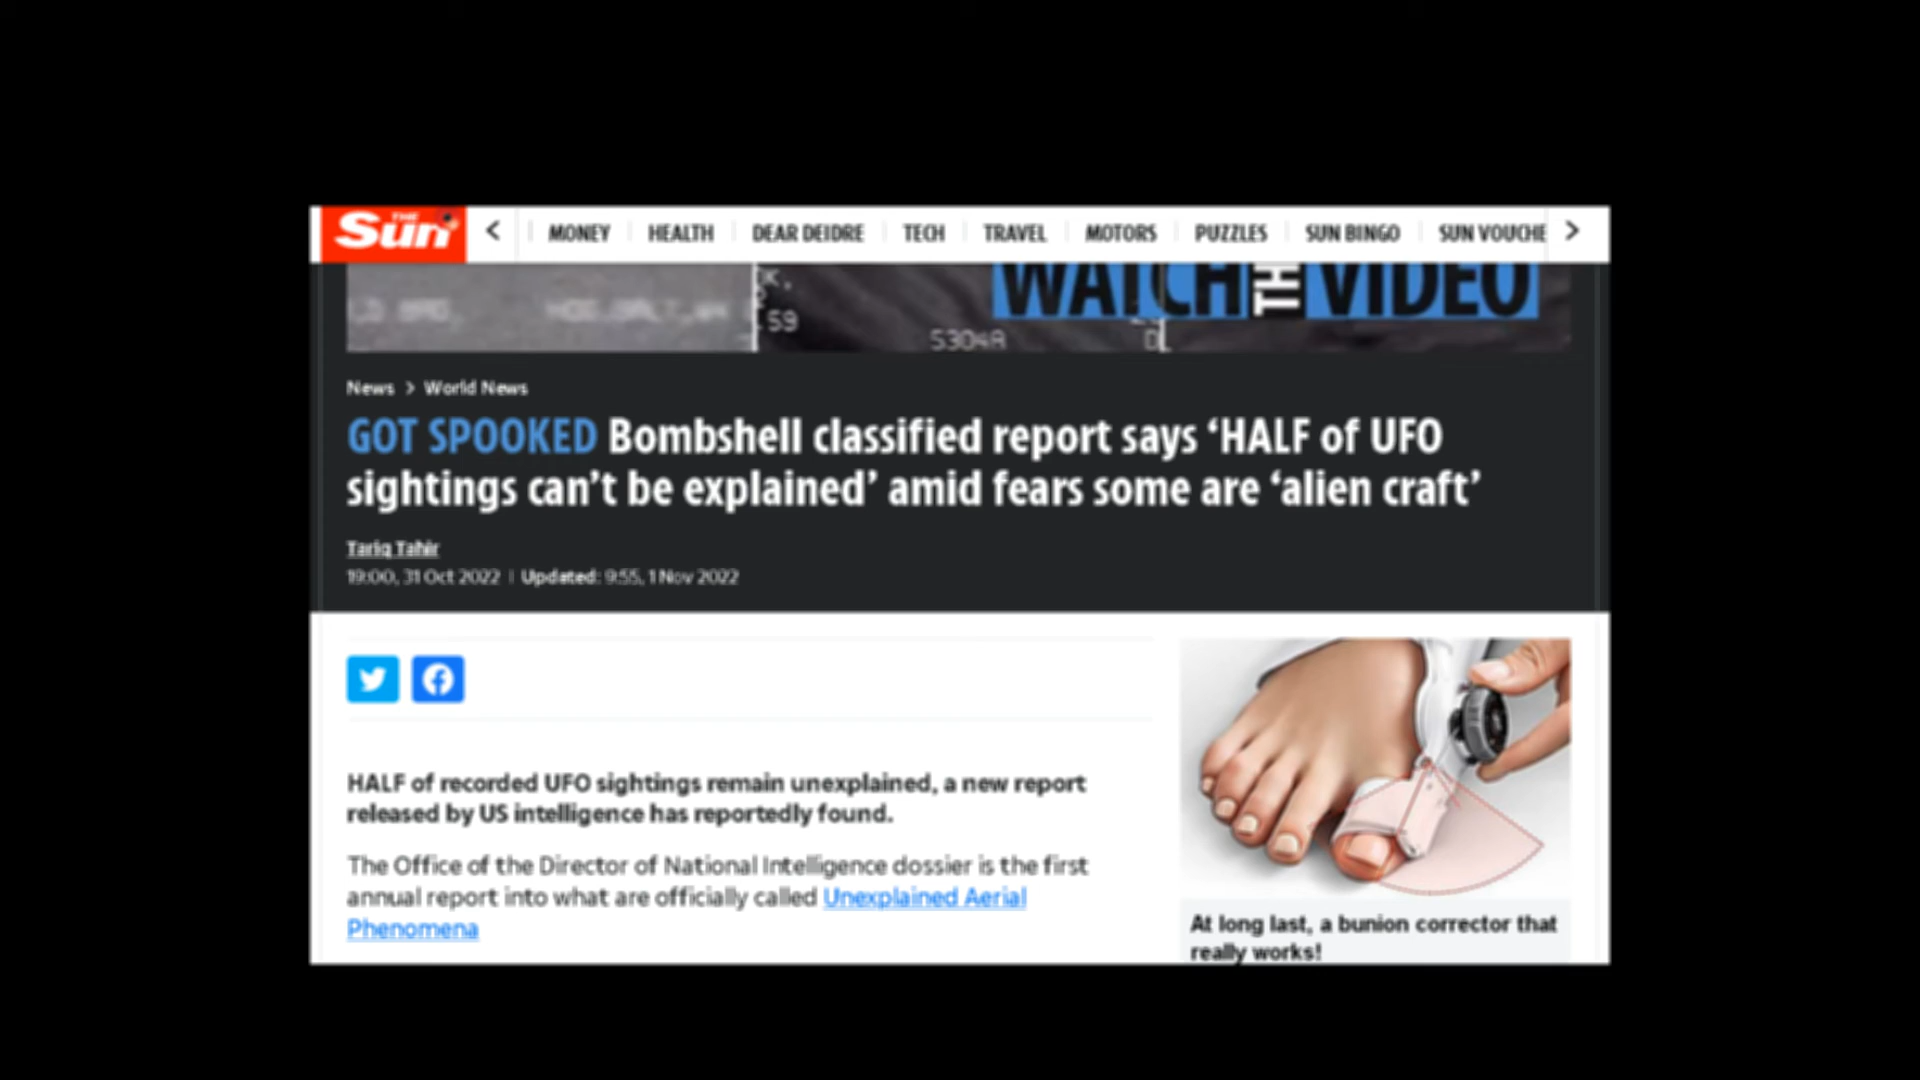 THE Sun
MONEY HEALTH DEAR DEIDRE TECH TRAVEL MOTORS PUZZLES SUN BINGO SUN VOUCHE
WATCH THE VIDEO
K,
59
5304A
D
News > World News
GOT SPOOKED Bombshell classified report says ‘HALF of UFO
sightings can’t be explained’ amid fears some are ‘alien craft’
Tariq Tahir
19:00, 31 Oct 2022 | Updated: 9:55, 1 Nov 2022
HALF of recorded UFO sightings remain unexplained, a new report
released by US intelligence has reportedly found.
The Office of the Director of National Intelligence dossier is the first
annual report into what are officially called Unexplained Aerial
Phenomena
At long last, a bunion corrector that
really works!